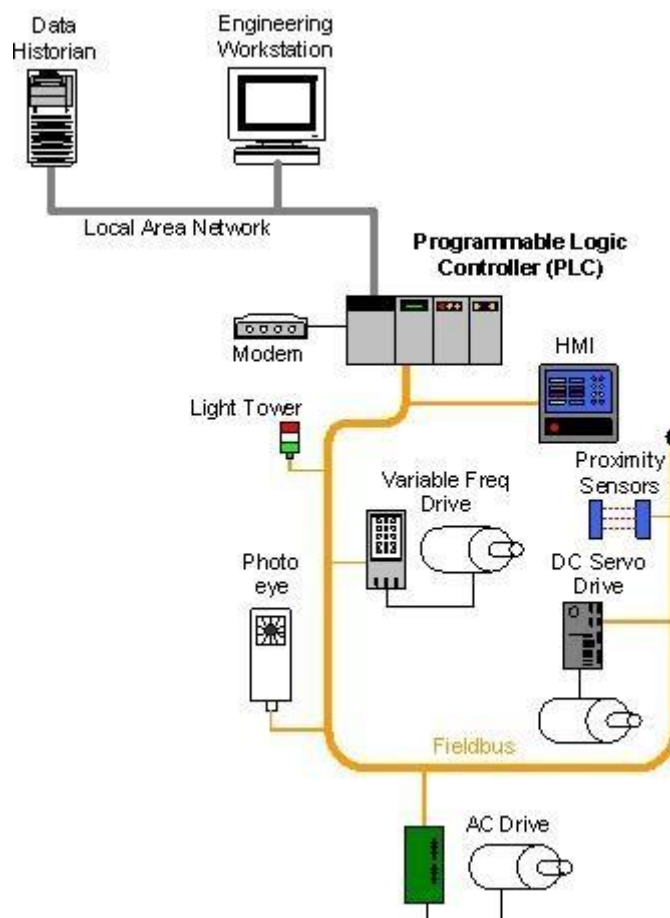 Data
Historian
Engineering
Workstation
Local Area Network
Programmable Logic
Controller (PLC)
Modem
HMI
Light Tower
Proximity
Sensors
Variable Freq
Drive
Photo
eye
DC Servo
Drive
Fieldbus
AC Drive